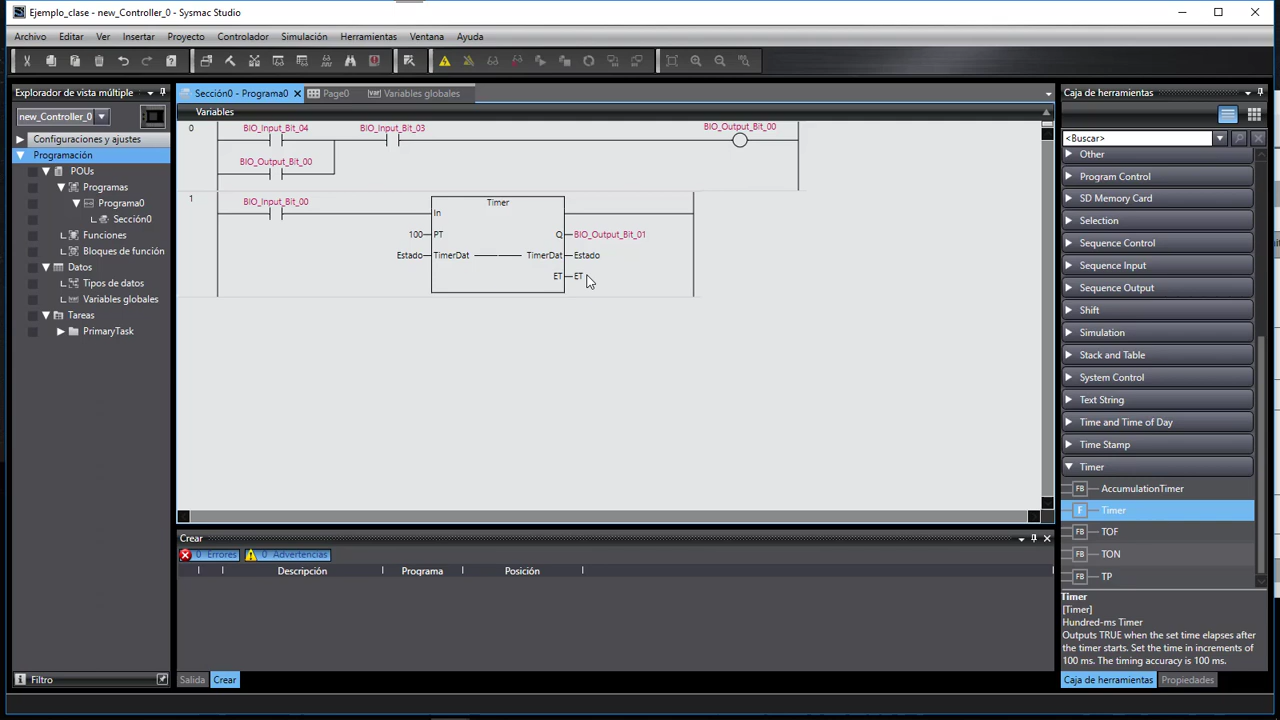 Ejemplo_clase - new_Controller_0 - Sysmac Studio
Archivo Editar Ver Insertar Proyecto Controlador Simulación Herramientas Ventana Ayuda
Explorador de vista múltiple
new_Controller_0
Configuraciones y ajustes
Programación
POUs
Programas
Programa0
Sección0
Funciones
Bloques de función
Datos
Tipos de datos
Variables globales
Tareas
PrimaryTask
Filtro
Sección0 - Programa0 Page0 Variables globales
Variables
0
BIO_Input_Bit_04 BIO_Input_Bit_03 BIO_Output_Bit_00
BIO_Output_Bit_00
1
BIO_Input_Bit_00 Timer
In
100 PT Q BIO_Output_Bit_01
Estado TimerDat TimerDat Estado
ET ET
Crear
0 Errores 0 Advertencias
Descripción Programa Posición
Salida Crear
Caja de herramientas
<Buscar>
Other
Program Control
SD Memory Card
Selection
Sequence Control
Sequence Input
Sequence Output
Shift
Simulation
Stack and Table
System Control
Text String
Time and Time of Day
Time Stamp
Timer
FB AccumulationTimer
F Timer
FB TOF
FB TON
FB TP
Timer
[Timer]
Hundred-ms Timer
Outputs TRUE when the set time elapses after
the timer starts. Set the time in increments of
100 ms. The timing accuracy is 100 ms.
Caja de herramientas Propiedades